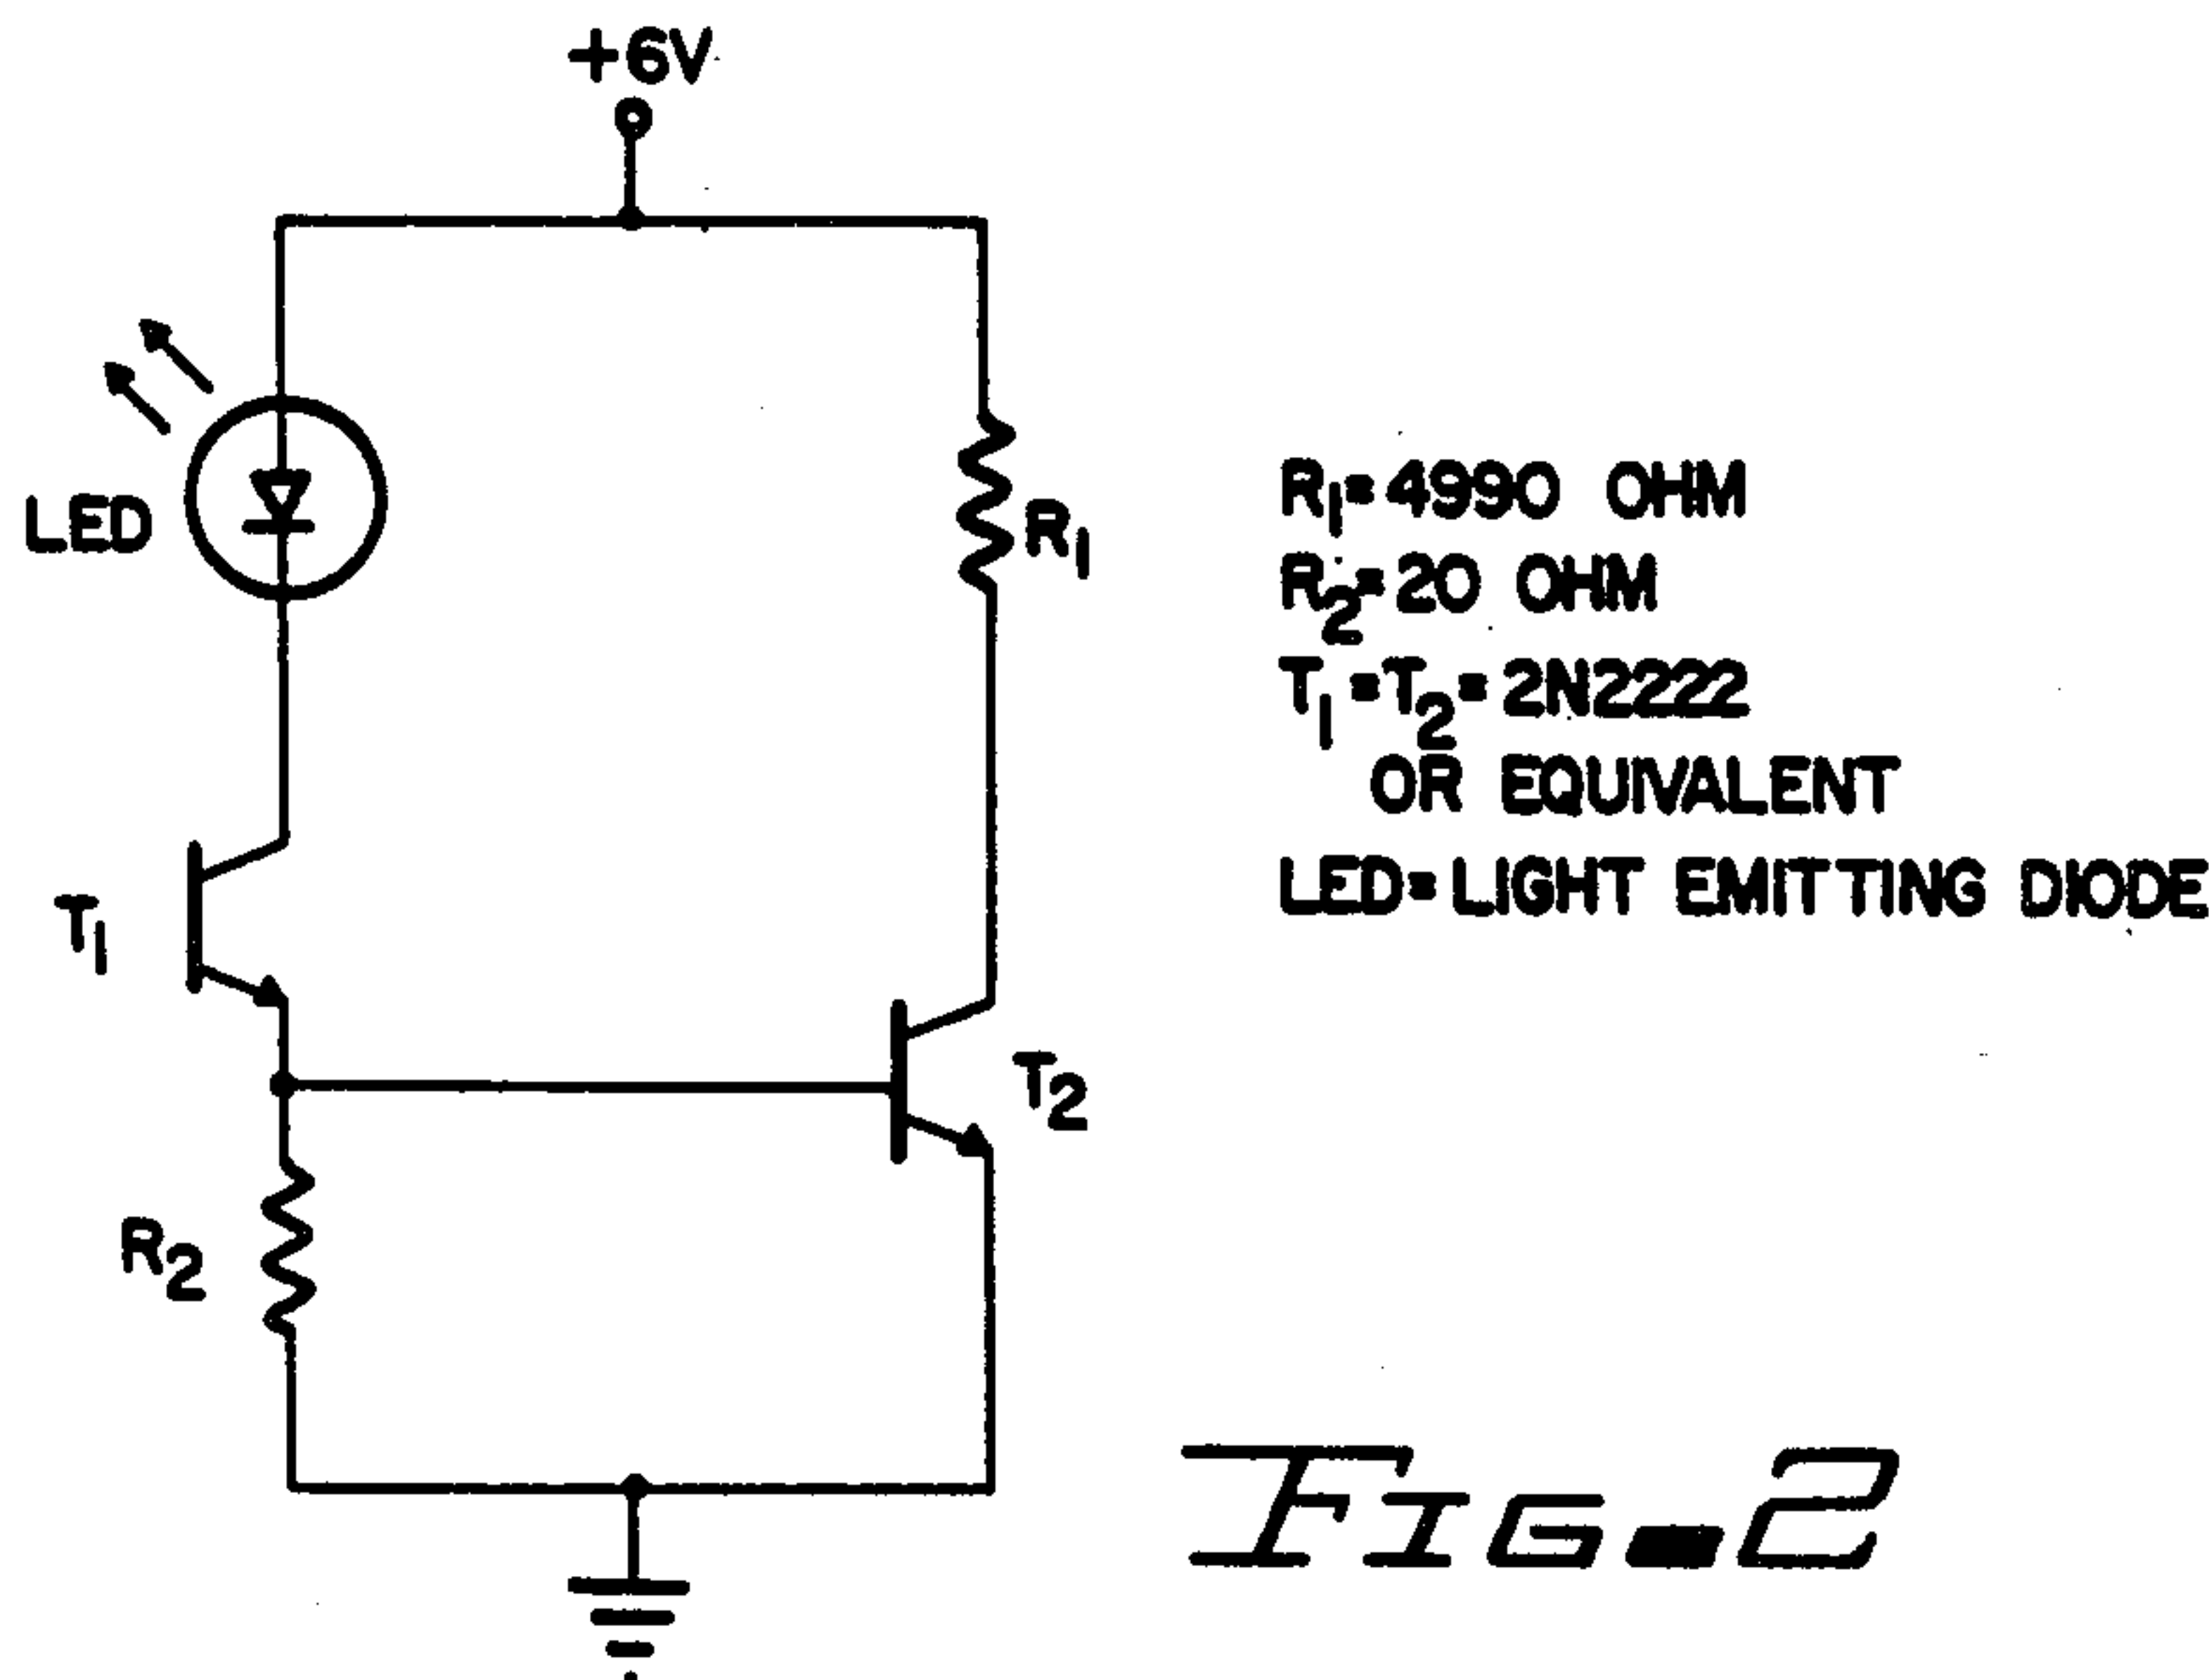 +6V
LED
R1
R1=4990 OHM
R2=20 OHM
T1=T2=2N2222
OR EQUIVALENT
LED=LIGHT EMITTING DIODE
T1
T2
R2
FIG.2